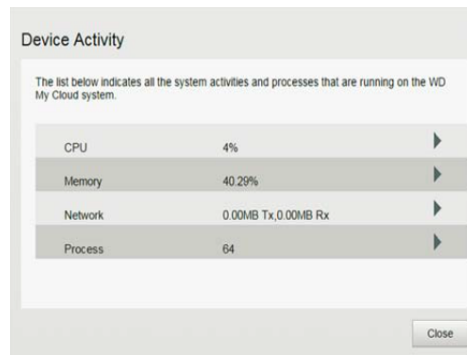 Device Activity
The list below indicates all the system activities and processes that are running on the WD
My Cloud system.
CPU 4%
Memory 40.29%
Network 0.00MB Tx,0.00MB Rx
Process 64
Close